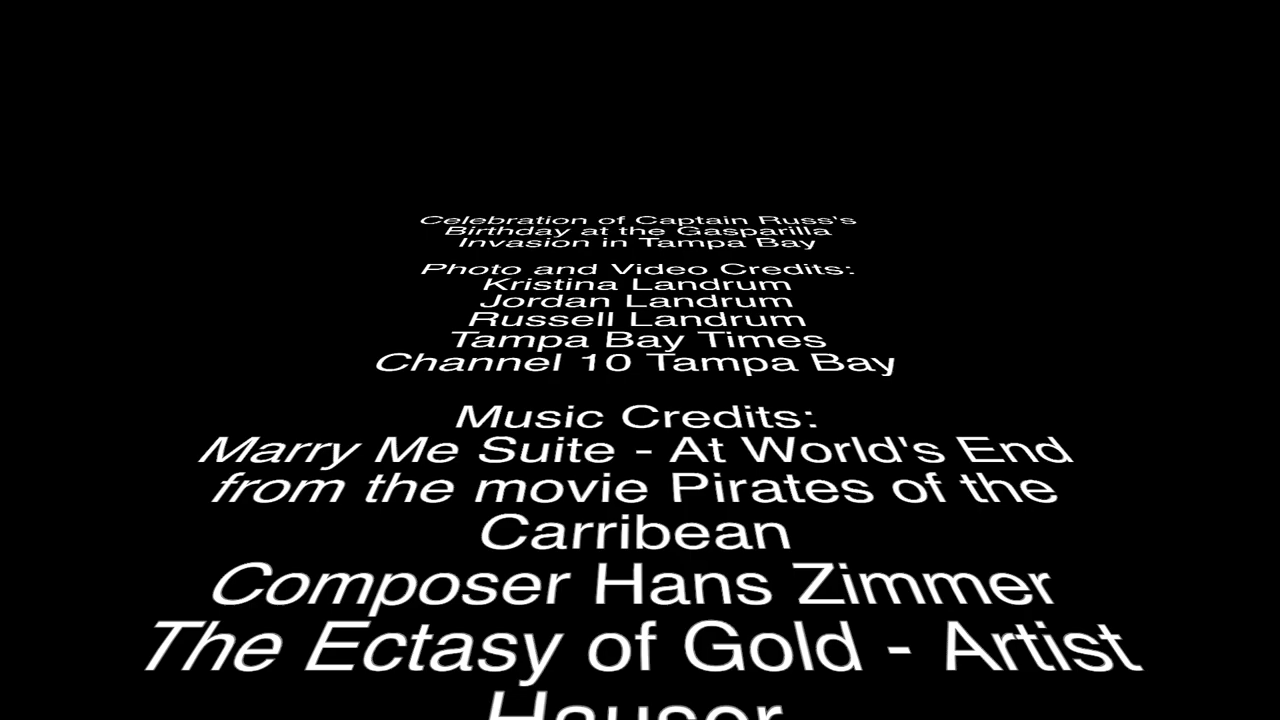 Celebration of Captain Russ's
Birthday at the Gasparilla
Invasion in Tampa Bay
Photo and Video Credits:
Kristina Landrum
Jordan Landrum
Russell Landrum
Tampa Bay Times
Channel 10 Tampa Bay
Music Credits:
Marry Me Suite - At World's End
from the movie Pirates of the
Carribean
Composer Hans Zimmer
The Ectasy of Gold - Artist
Hauser